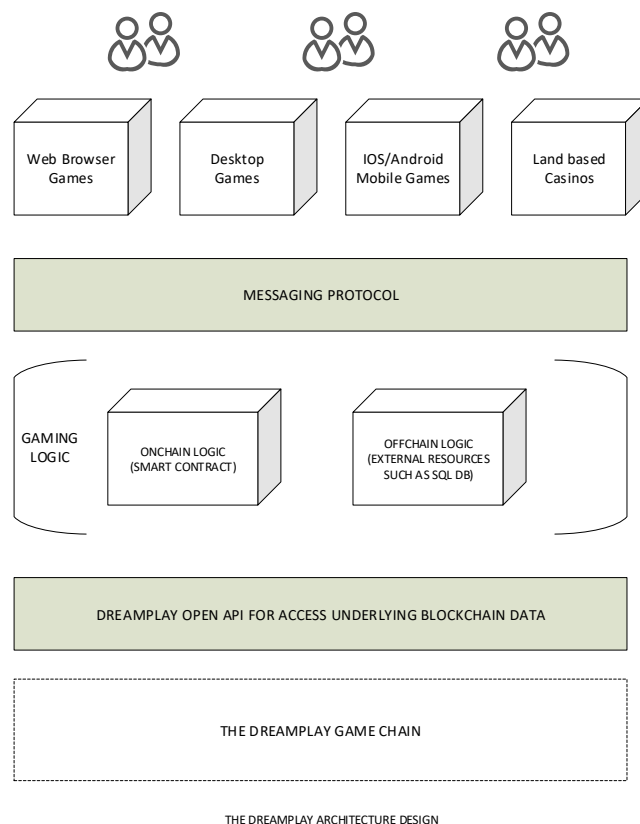 Web Browser
Games
Desktop
Games
IOS/Android
Mobile Games
Land based
Casinos
MESSAGING PROTOCOL
GAMING
LOGIC
ONCHAIN LOGIC
(SMART CONTRACT)
OFFCHAIN LOGIC
(EXTERNAL RESOURCES
SUCH AS SQL DB)
DREAMPLAY OPEN API FOR ACCESS UNDERLYING BLOCKCHAIN DATA
THE DREAMPLAY GAME CHAIN
THE DREAMPLAY ARCHITECTURE DESIGN